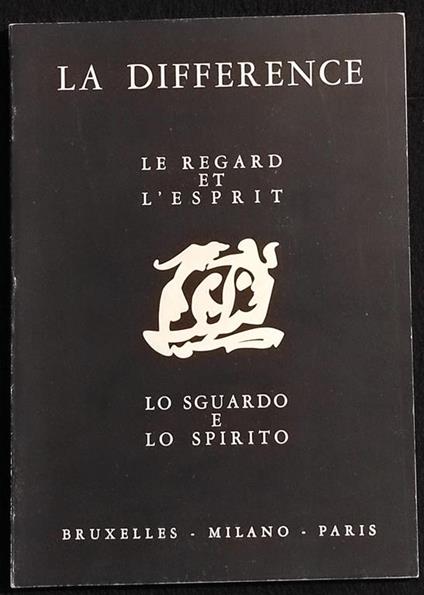 LA DIFFERENCE
LE REGARD
ET
L'ESPRIT
LO SGUARDO
E
LO SPIRITO
BRUXELLES - MILANO - PARIS